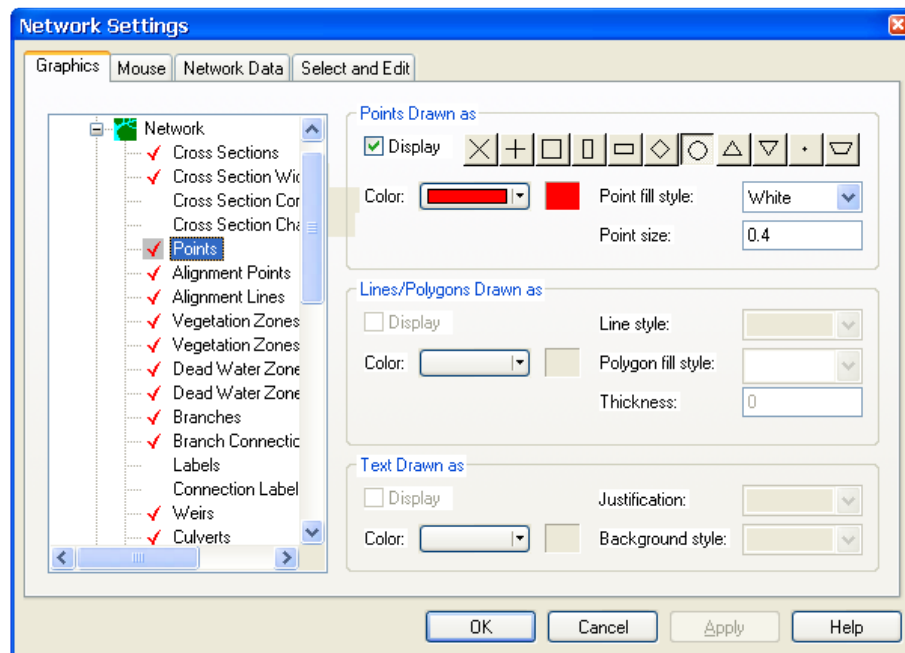 Network Settings
Graphics
Mouse
Network Data
Select and Edit
Network
Cross Sections
Cross Section Wid
Cross Section Cor
Cross Section Cha
Points
Alignment Points
Alignment Lines
Vegetation Zones
Vegetation Zones
Dead Water Zone
Dead Water Zone
Branches
Branch Connectic
Labels
Connection Label
Weirs
Culverts
Points Drawn as
Display
Color:
Point fill style:
White
Point size:
0.4
Lines/Polygons Drawn as
Display
Line style:
Color:
Polygon fill style:
Thickness:
0
Text Drawn as
Display
Justification:
Color:
Background style:
OK
Cancel
Apply
Help